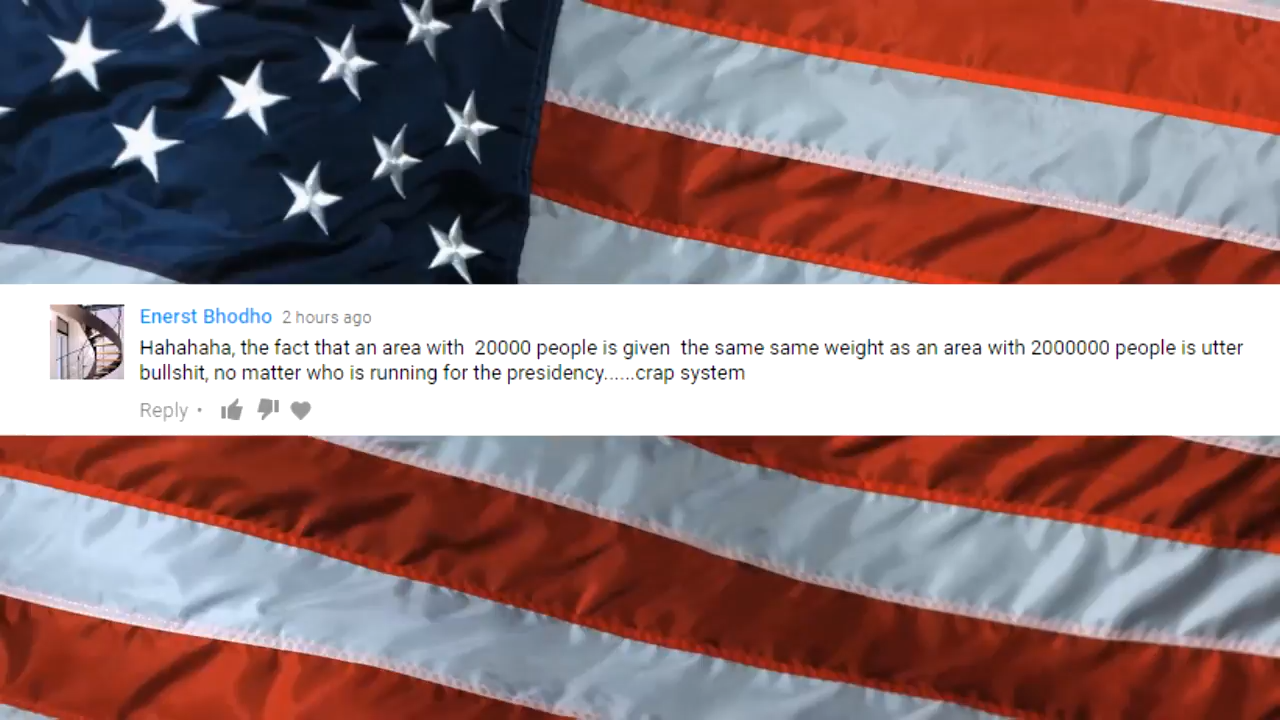 Enerst Bhodho 2 hours ago
Hahahaha, the fact that an area with  20000 people is given  the same same weight as an area with 2000000 people is utter
bullshit, no matter who is running for the presidency......crap system
Reply •